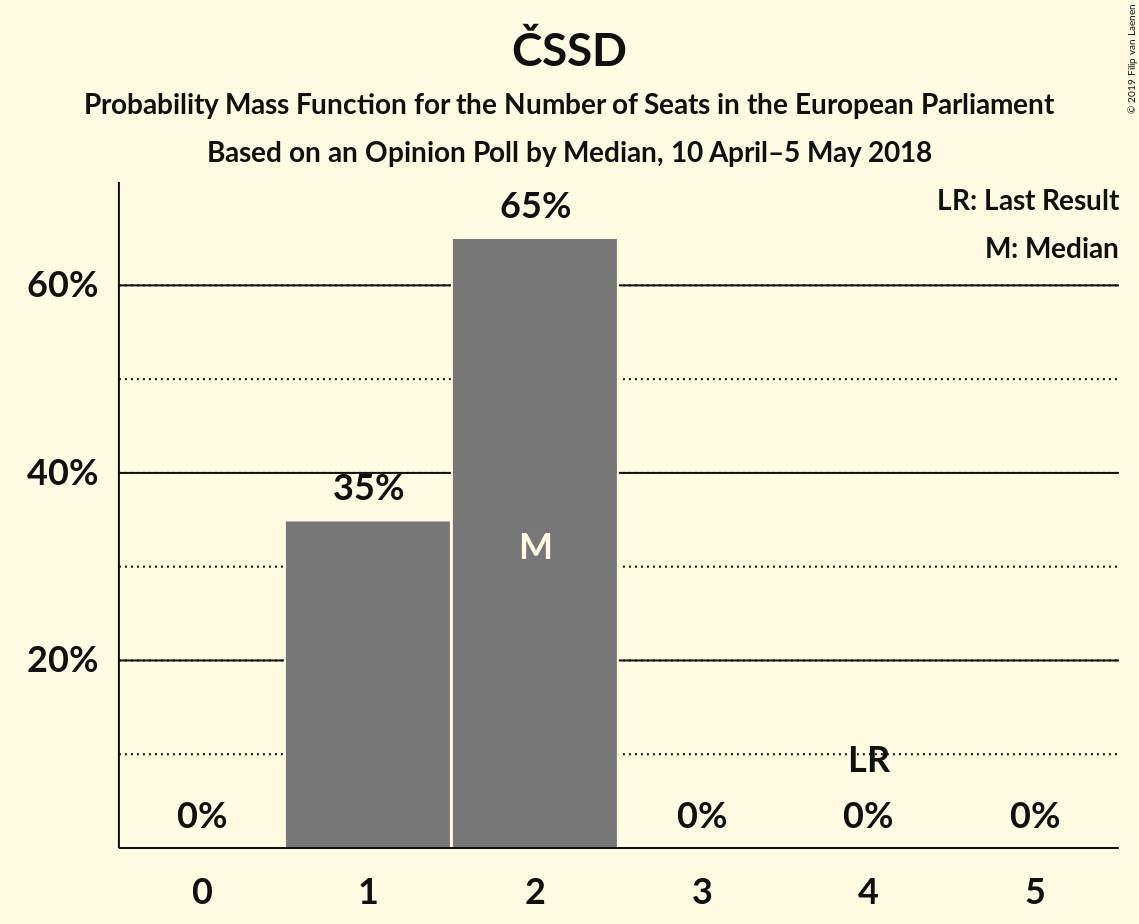 ČSSD
Probability Mass Function for the Number of Seats in the European Parliament
Based on an Opinion Poll by Median, 10 April–5 May 2018
© 2019 Filip van Laenen
LR: Last Result
M: Median
65%
60%
40%
35%
M
20%
LR
0%
0%
0%
0%
0 1 2 3 4 5